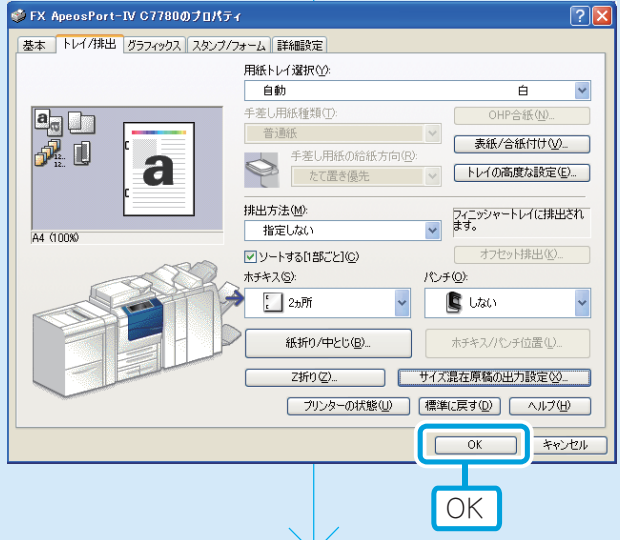 FX ApeosPort-IV C7780のプロパティ
基本 トレイ/排出 グラフィックス スタンプ/フォーム 詳細設定
用紙トレイ選択(Y):
自動 白
手差し用紙種類(T):
普通紙
OHP合紙(N)...
手差し用紙の給紙方向(R):
たて置き優先
表紙/合紙付け(W)...
トレイの高度な設定(E)...
a
12..
12..
a
A4 (100%)
排出方法(M):
指定しない
フィニッシャートレイに排出され
ます。
ソートする[1部ごと](C)
オフセット排出(K)...
ホチキス(S):
2ヵ所
パンチ(O):
しない
紙折り/中とじ(B)...
ホチキス/パンチ位置(L)...
Z折り(Z)...
サイズ混在原稿の出力設定(X)...
プリンターの状態(U)
標準に戻す(D)
ヘルプ(H)
OK
キャンセル
OK